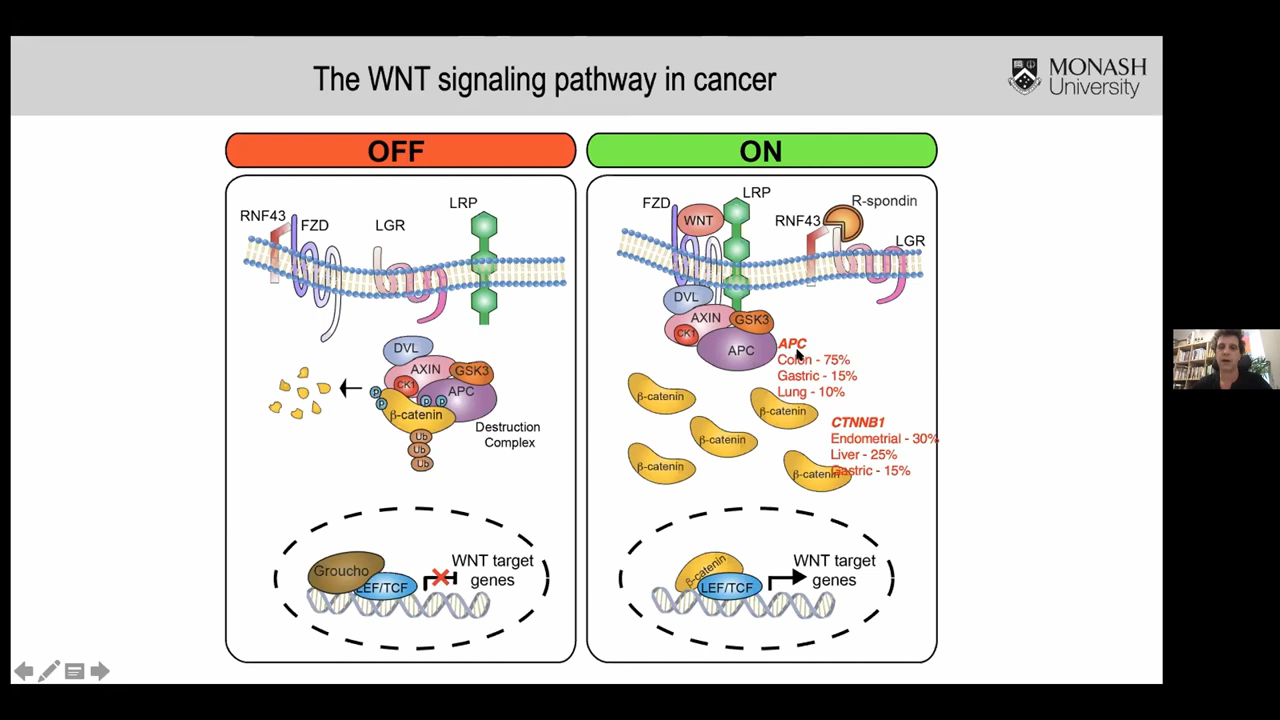 The WNT signaling pathway in cancer
MONASH
University
OFF
RNF43
FZD
LGR
LRP
DVL
AXIN
GSK3
CK1
APC
P
P
P
P
β-catenin
Ub
Ub
Ub
Destruction
Complex
Groucho
LEF/TCF
WNT target
genes
ON
FZD
WNT
LRP
RNF43
R-spondin
LGR
DVL
AXIN
GSK3
CK1
APC
APC
Colon - 75%
Gastric - 15%
Lung - 10%
β-catenin
β-catenin
β-catenin
β-catenin
β-catenin
CTNNB1
Endometrial - 30%
Liver - 25%
Gastric - 15%
β-catenin
LEF/TCF
WNT target
genes